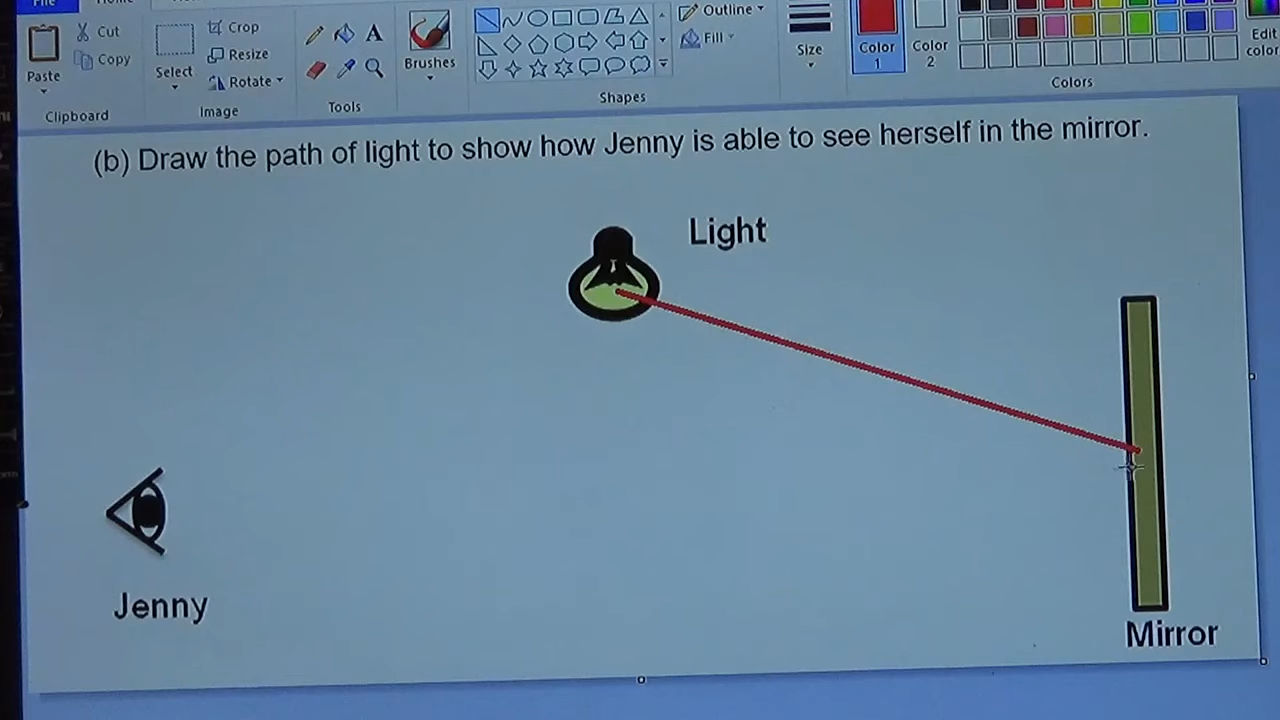 File
Cut
Copy
Paste
Clipboard
Crop
Resize
Rotate
Select
Image
A
Tools
Brushes
Outline
Fill
Shapes
Size
Color
1
Color
2
Colors
Edit
color
(b) Draw the path of light to show how Jenny is able to see herself in the mirror.
Light
Jenny
Mirror